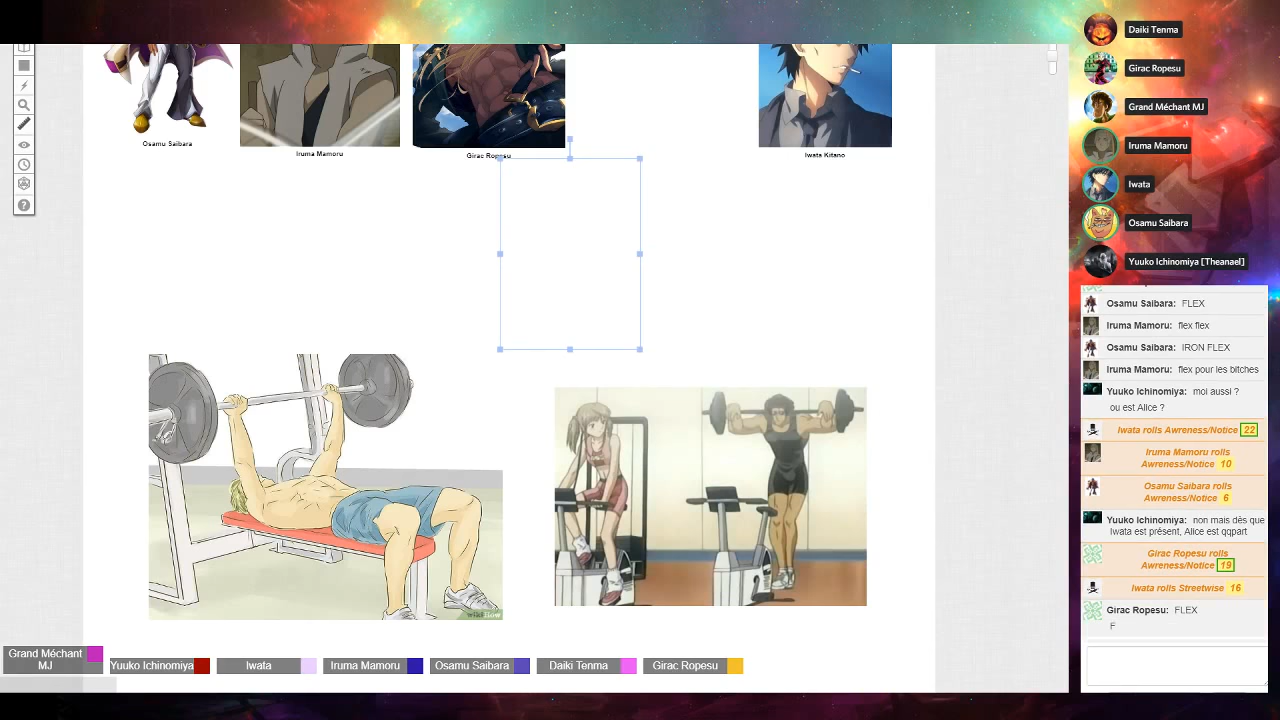 Osamu Saibara
Iruma Mamoru
Girac Ropesu
Iwata Kitano
wikiHow
Grand Méchant
MJ
Yuuko Ichinomiya
Iwata
Iruma Mamoru
Osamu Saibara
Daiki Tenma
Girac Ropesu
Daiki Tenma
Girac Ropesu
Grand Méchant MJ
Iruma Mamoru
Iwata
Osamu Saibara
Yuuko Ichinomiya [Theanael]
Osamu Saibara: FLEX
Iruma Mamoru: flex flex
Osamu Saibara: IRON FLEX
Iruma Mamoru: flex pour les bitches
Yuuko Ichinomiya: moi aussi ?
ou est Alice ?
Iwata rolls Awreness/Notice 22
Iruma Mamoru rolls
Awreness/Notice 10
Osamu Saibara rolls
Awreness/Notice 6
Yuuko Ichinomiya: non mais dès que
Iwata est présent, Alice est qqpart
Girac Ropesu rolls
Awreness/Notice 19
Iwata rolls Streetwise 16
Girac Ropesu: FLEX
F